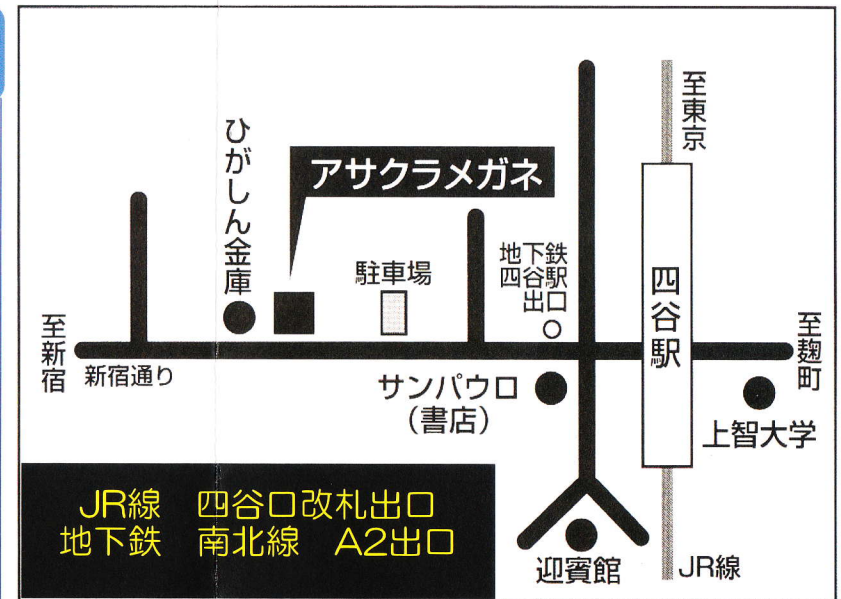 至東京
ひがしん金庫
アサクラメガネ
地下鉄
四谷駅
出口
駐車場
四谷駅
至新宿
新宿通り
至麹町
サンパウロ
（書店）
上智大学
JR線　四谷口改札出口
地下鉄　南北線　A2出口
迎賓館
JR線